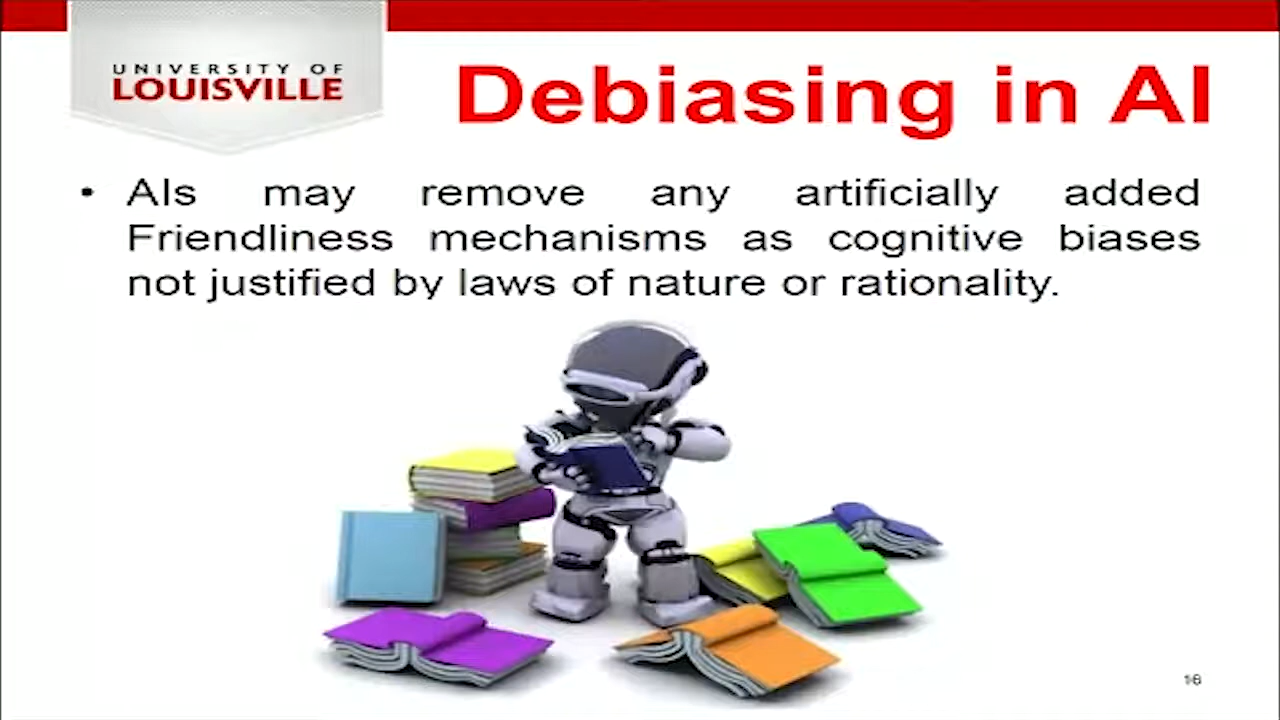 UNIVERSITY OF
LOUISVILLE
Debiasing in AI
• AIs may remove any artificially added
Friendliness mechanisms as cognitive biases
not justified by laws of nature or rationality.
16